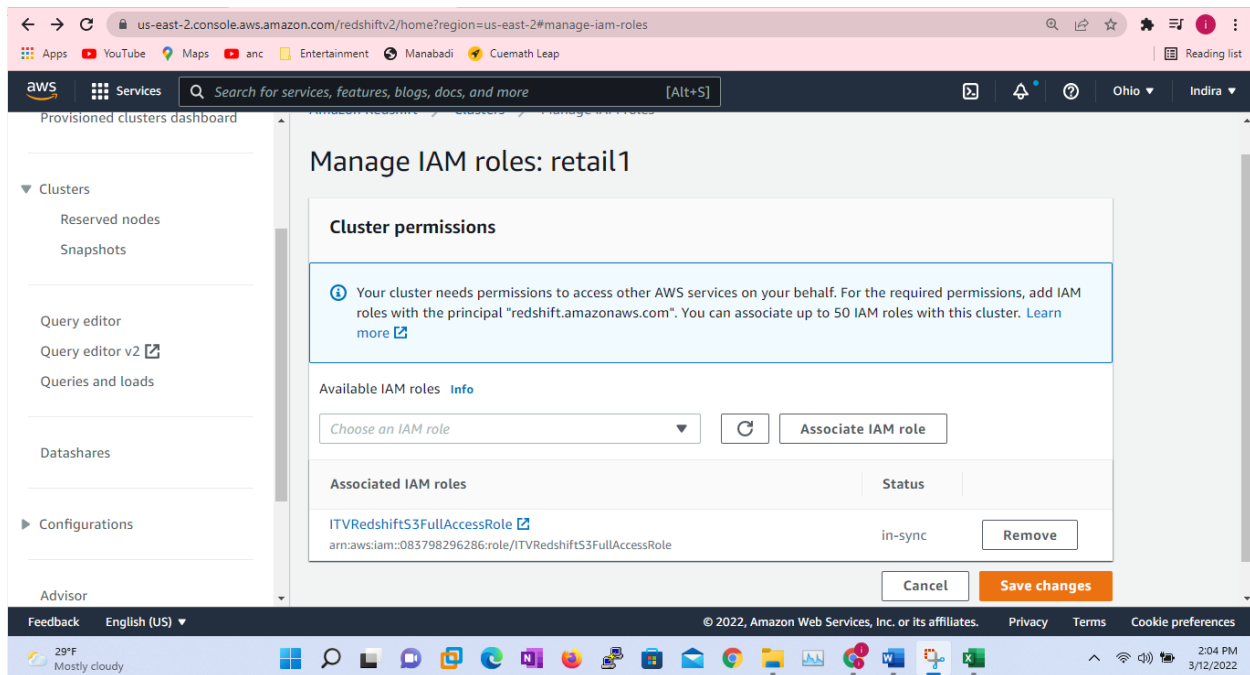 us-east-2.console.aws.amazon.com/redshiftv2/home?region=us-east-2#manage-iam-roles
i
Apps YouTube Maps anc Entertainment Manabadi Cuemath Leap Reading list
aws Services Search for services, features, blogs, docs, and more [Alt+S] Ohio ▼ Indira ▼
Provisioned clusters dashboard
Amazon Redshift > Clusters > Manage IAM roles
Manage IAM roles: retail1
Clusters
Reserved nodes
Snapshots
Query editor
Query editor v2
Queries and loads
Datashares
Configurations
Advisor
Cluster permissions
Your cluster needs permissions to access other AWS services on your behalf. For the required permissions, add IAM
roles with the principal "redshift.amazonaws.com". You can associate up to 50 IAM roles with this cluster. Learn
more
Available IAM roles Info
Choose an IAM role Associate IAM role
Associated IAM roles Status
ITVRedshiftS3FullAccessRole
arn:aws:iam::083798296286:role/ITVRedshiftS3FullAccessRole
in-sync Remove
Cancel Save changes
Feedback English (US) ▼ © 2022, Amazon Web Services, Inc. or its affiliates. Privacy Terms Cookie preferences
29°F
Mostly cloudy
2:04 PM
3/12/2022